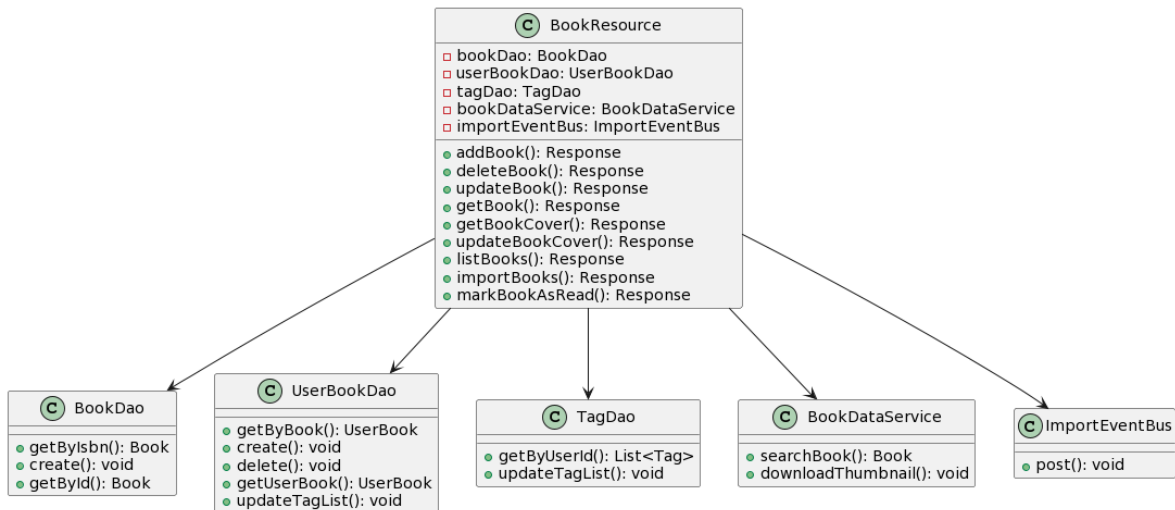 C BookResource
bookDao: BookDao
userBookDao: UserBookDao
tagDao: TagDao
bookDataService: BookDataService
importEventBus: ImportEventBus
addBook(): Response
deleteBook(): Response
updateBook(): Response
getBook(): Response
getBookCover(): Response
updateBookCover(): Response
listBooks(): Response
importBooks(): Response
markBookAsRead(): Response
C BookDao
getByIsbn(): Book
create(): void
getById(): Book
C UserBookDao
getByBook(): UserBook
create(): void
delete(): void
getUserBook(): UserBook
updateTagList(): void
C TagDao
getByUserId(): List<Tag>
updateTagList(): void
C BookDataService
searchBook(): Book
downloadThumbnail(): void
C ImportEventBus
post(): void